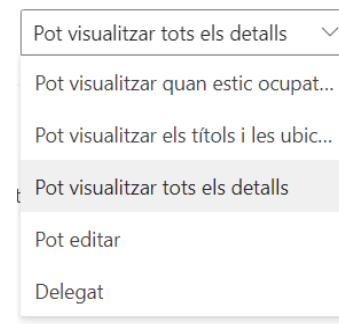 Pot visualitzar tots els detalls
Pot visualitzar quan estic ocupat...
Pot visualitzar els títols i les ubic...
Pot visualitzar tots els detalls
Pot editar
Delegat